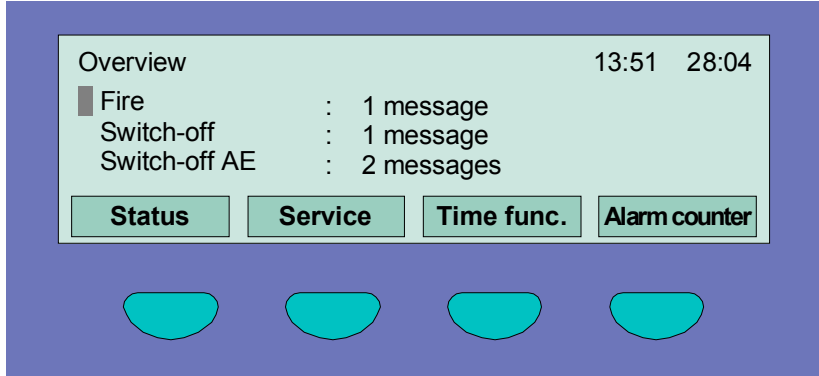 Overview 13:51 28:04
Fire : 1 message
Switch-off : 1 message
Switch-off AE : 2 messages
Status Service Time func. Alarm counter